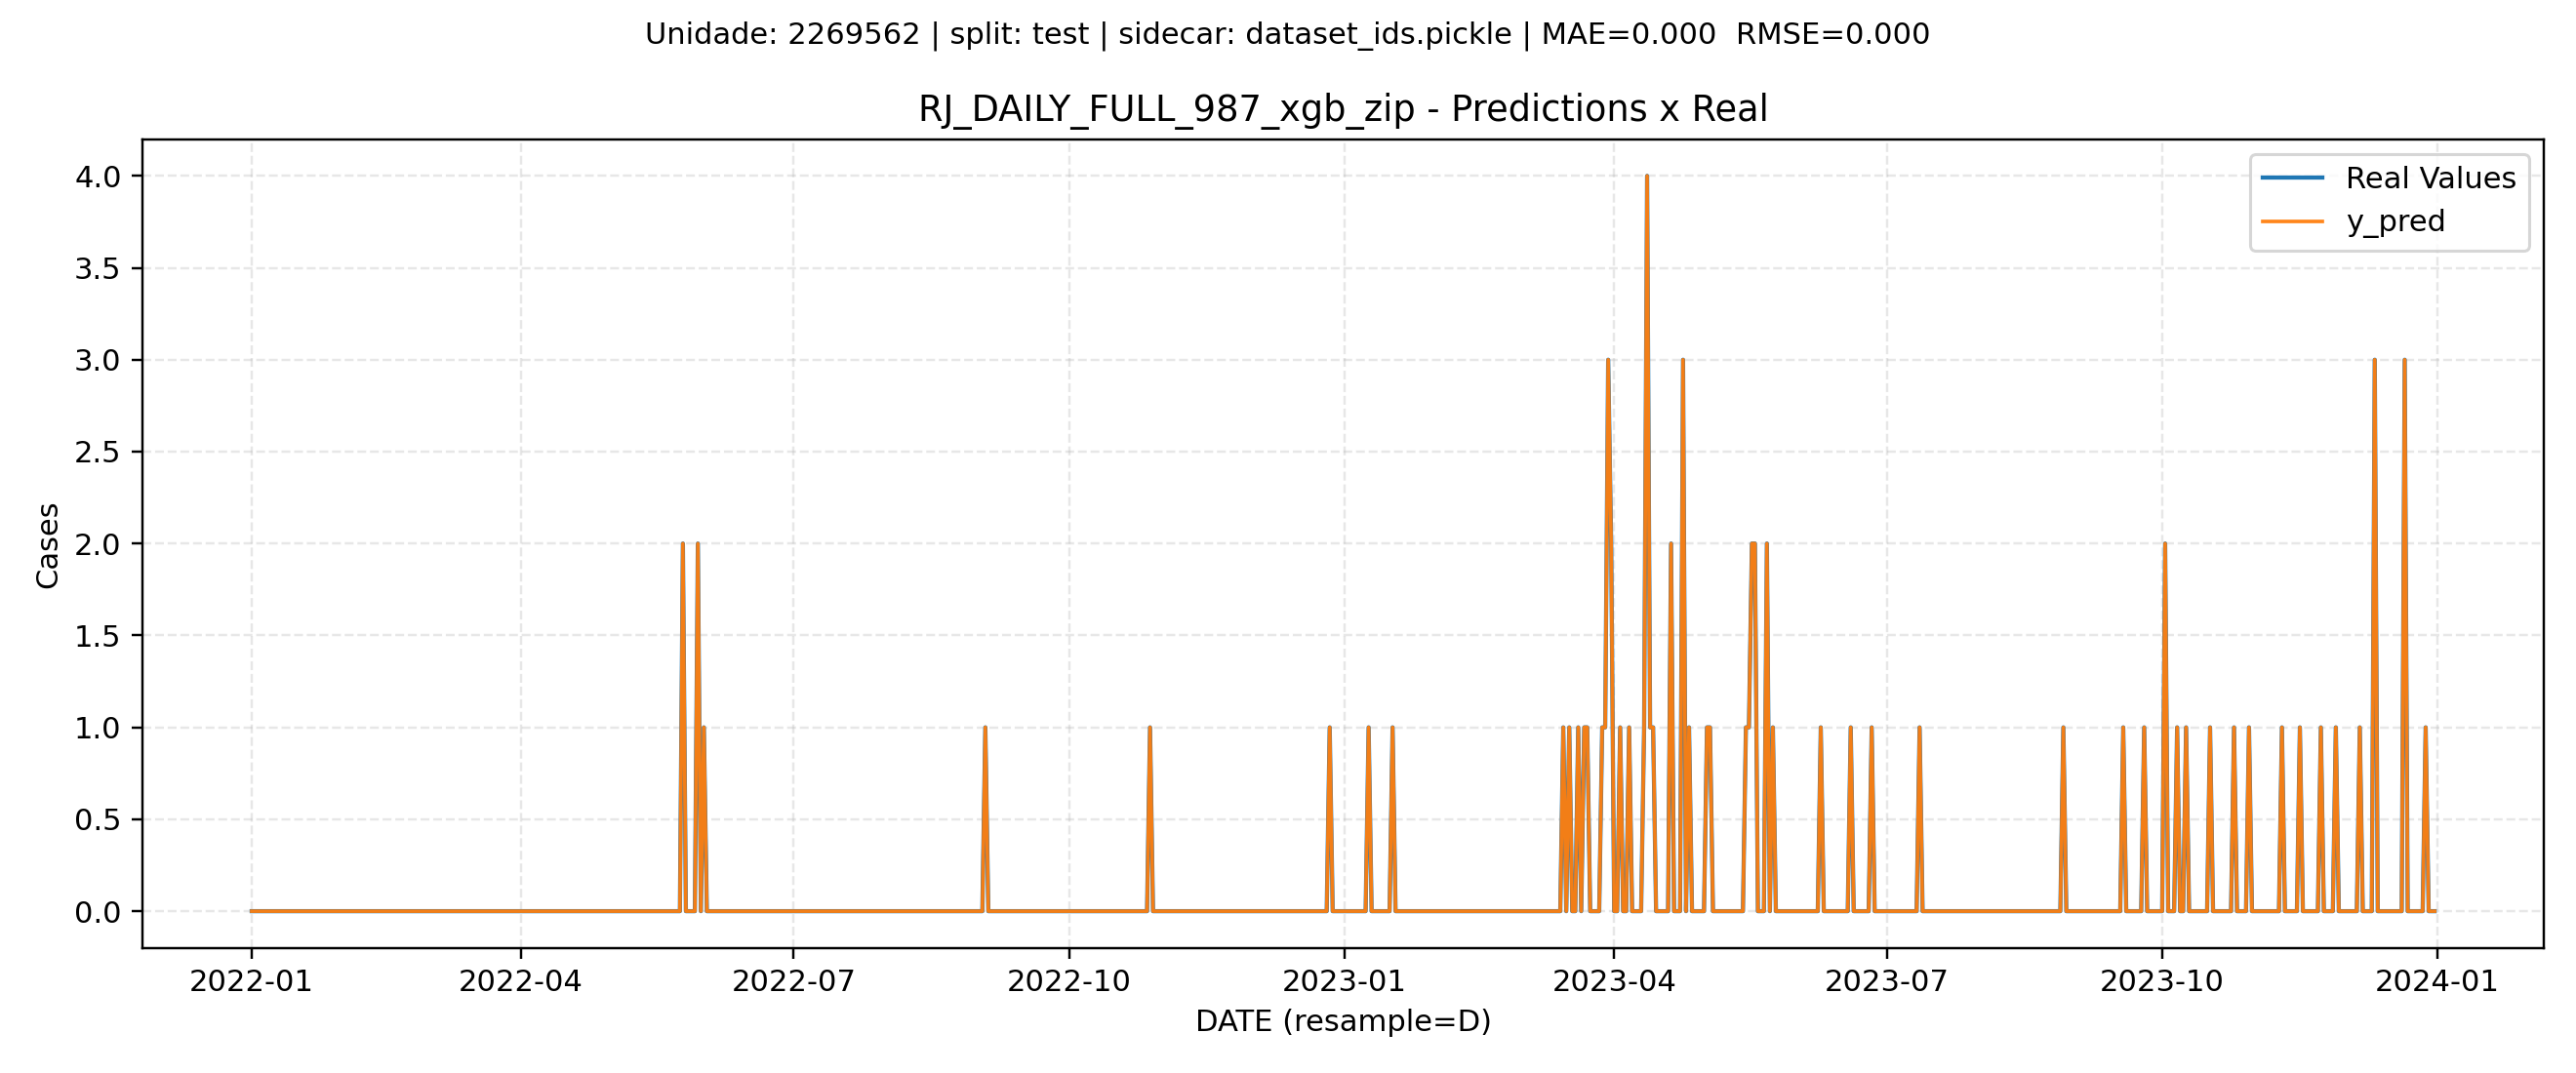 Unidade: 2269562 | split: test | sidecar: dataset_ids.pickle | MAE=0.000  RMSE=0.000
RJ_DAILY_FULL_987_xgb_zip - Predictions x Real
Real Values
y_pred
Cases
4.0
3.5
3.0
2.5
2.0
1.5
1.0
0.5
0.0
2022-01 2022-04 2022-07 2022-10 2023-01 2023-04 2023-07 2023-10 2024-01
DATE (resample=D)